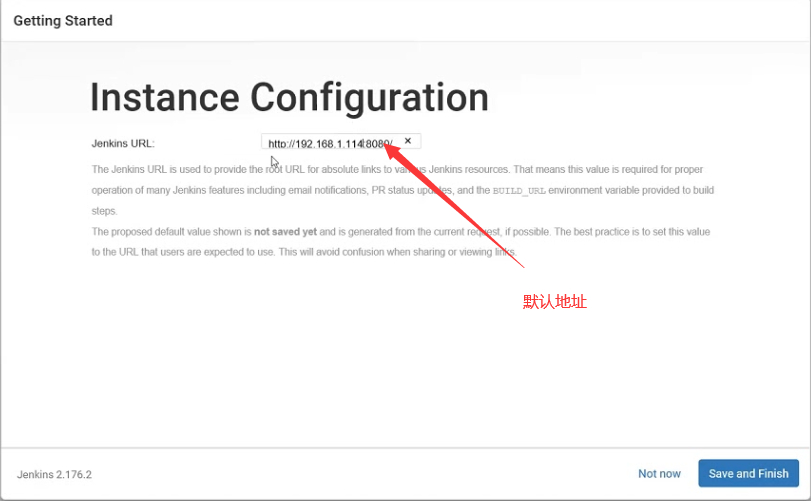 Getting Started
Instance Configuration
Jenkins URL: http://192.168.1.114:8080/
The Jenkins URL is used to provide the root URL for absolute links to various Jenkins resources. That means this value is required for proper
operation of many Jenkins features including email notifications, PR status updates, and the BUILD_URL environment variable provided to build
steps.
The proposed default value shown is not saved yet and is generated from the current request, if possible. The best practice is to set this value
to the URL that users are expected to use. This will avoid confusion when sharing or viewing links.
默认地址
Jenkins 2.176.2
Not now
Save and Finish